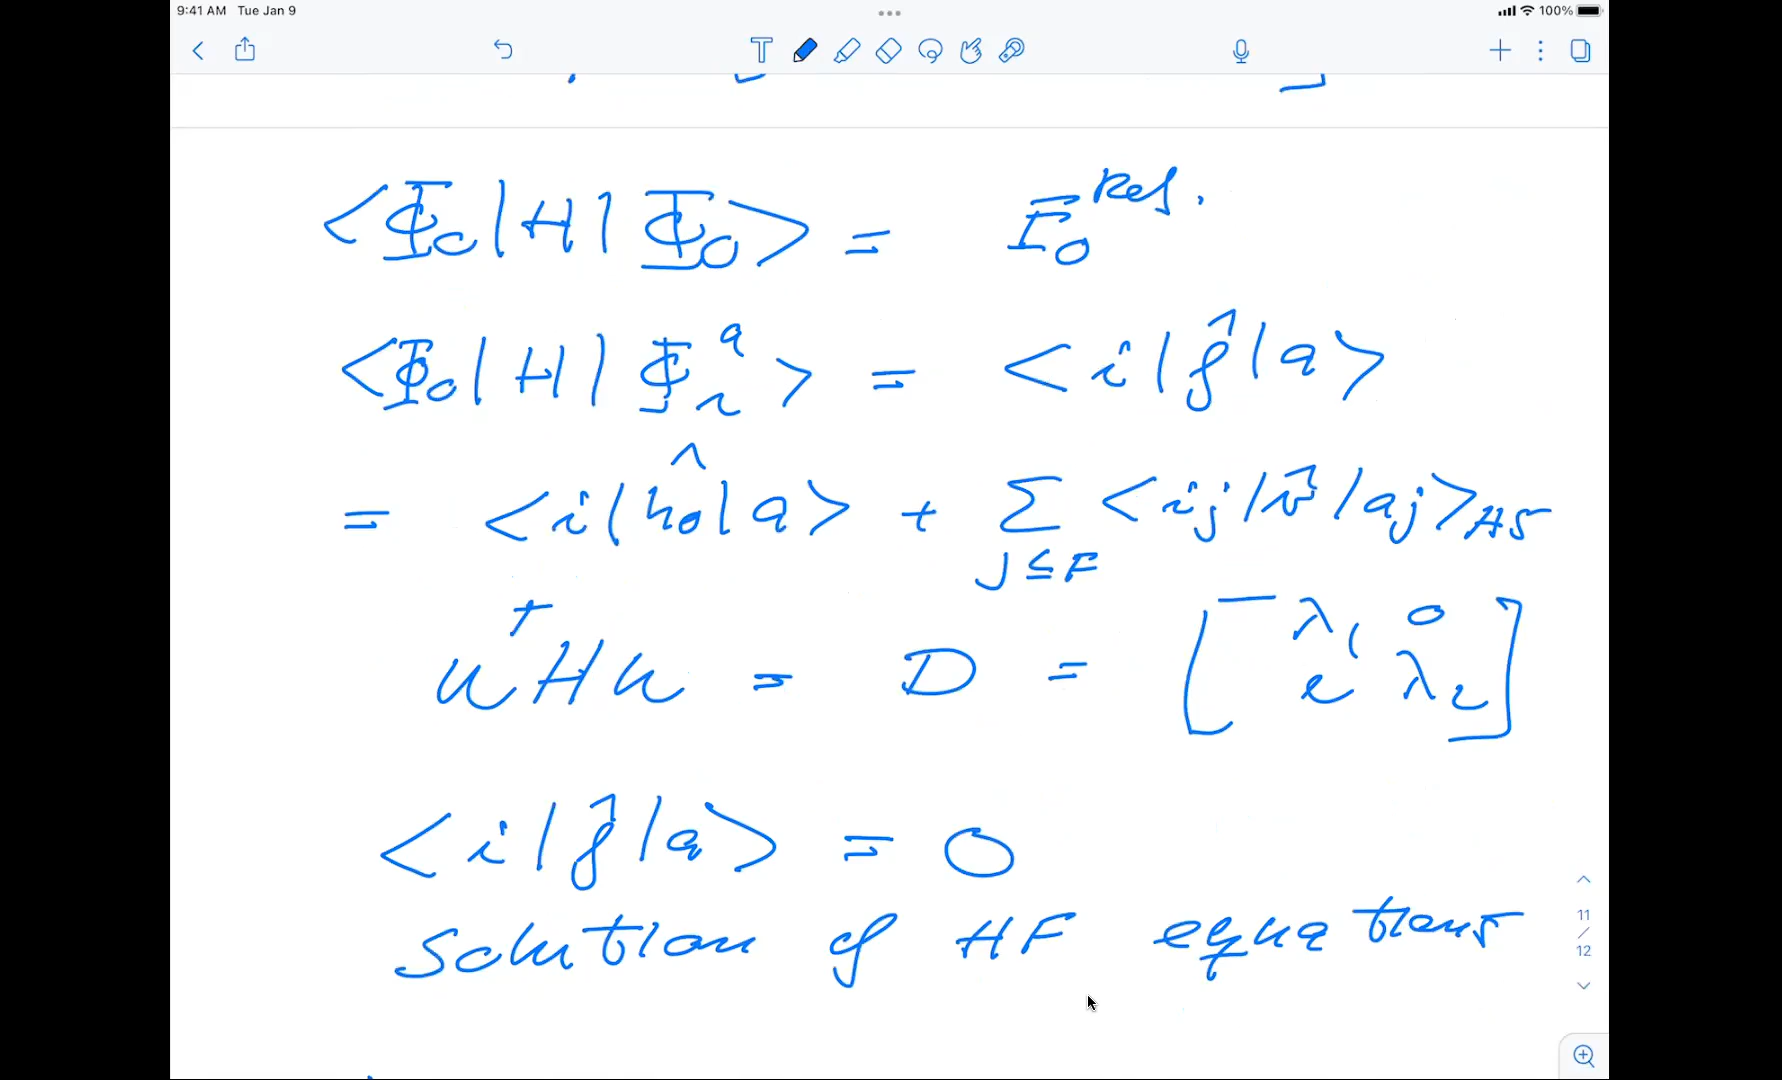 9:41 AM Tue Jan 9 100%
<Φ₀|H|Φ₀> = E₀^Ref.
<Φ₀|H|Φᵢᵃ> = <i|f̂|a>
= <i|ĥ₀|a> + Σ_{j≤F} <ij|v̂|aj>_AS
u†Hu = D = [λ₁ 0
0 λ₂]
<i|f̂|a> = 0
solution of HF equations
11
/
12